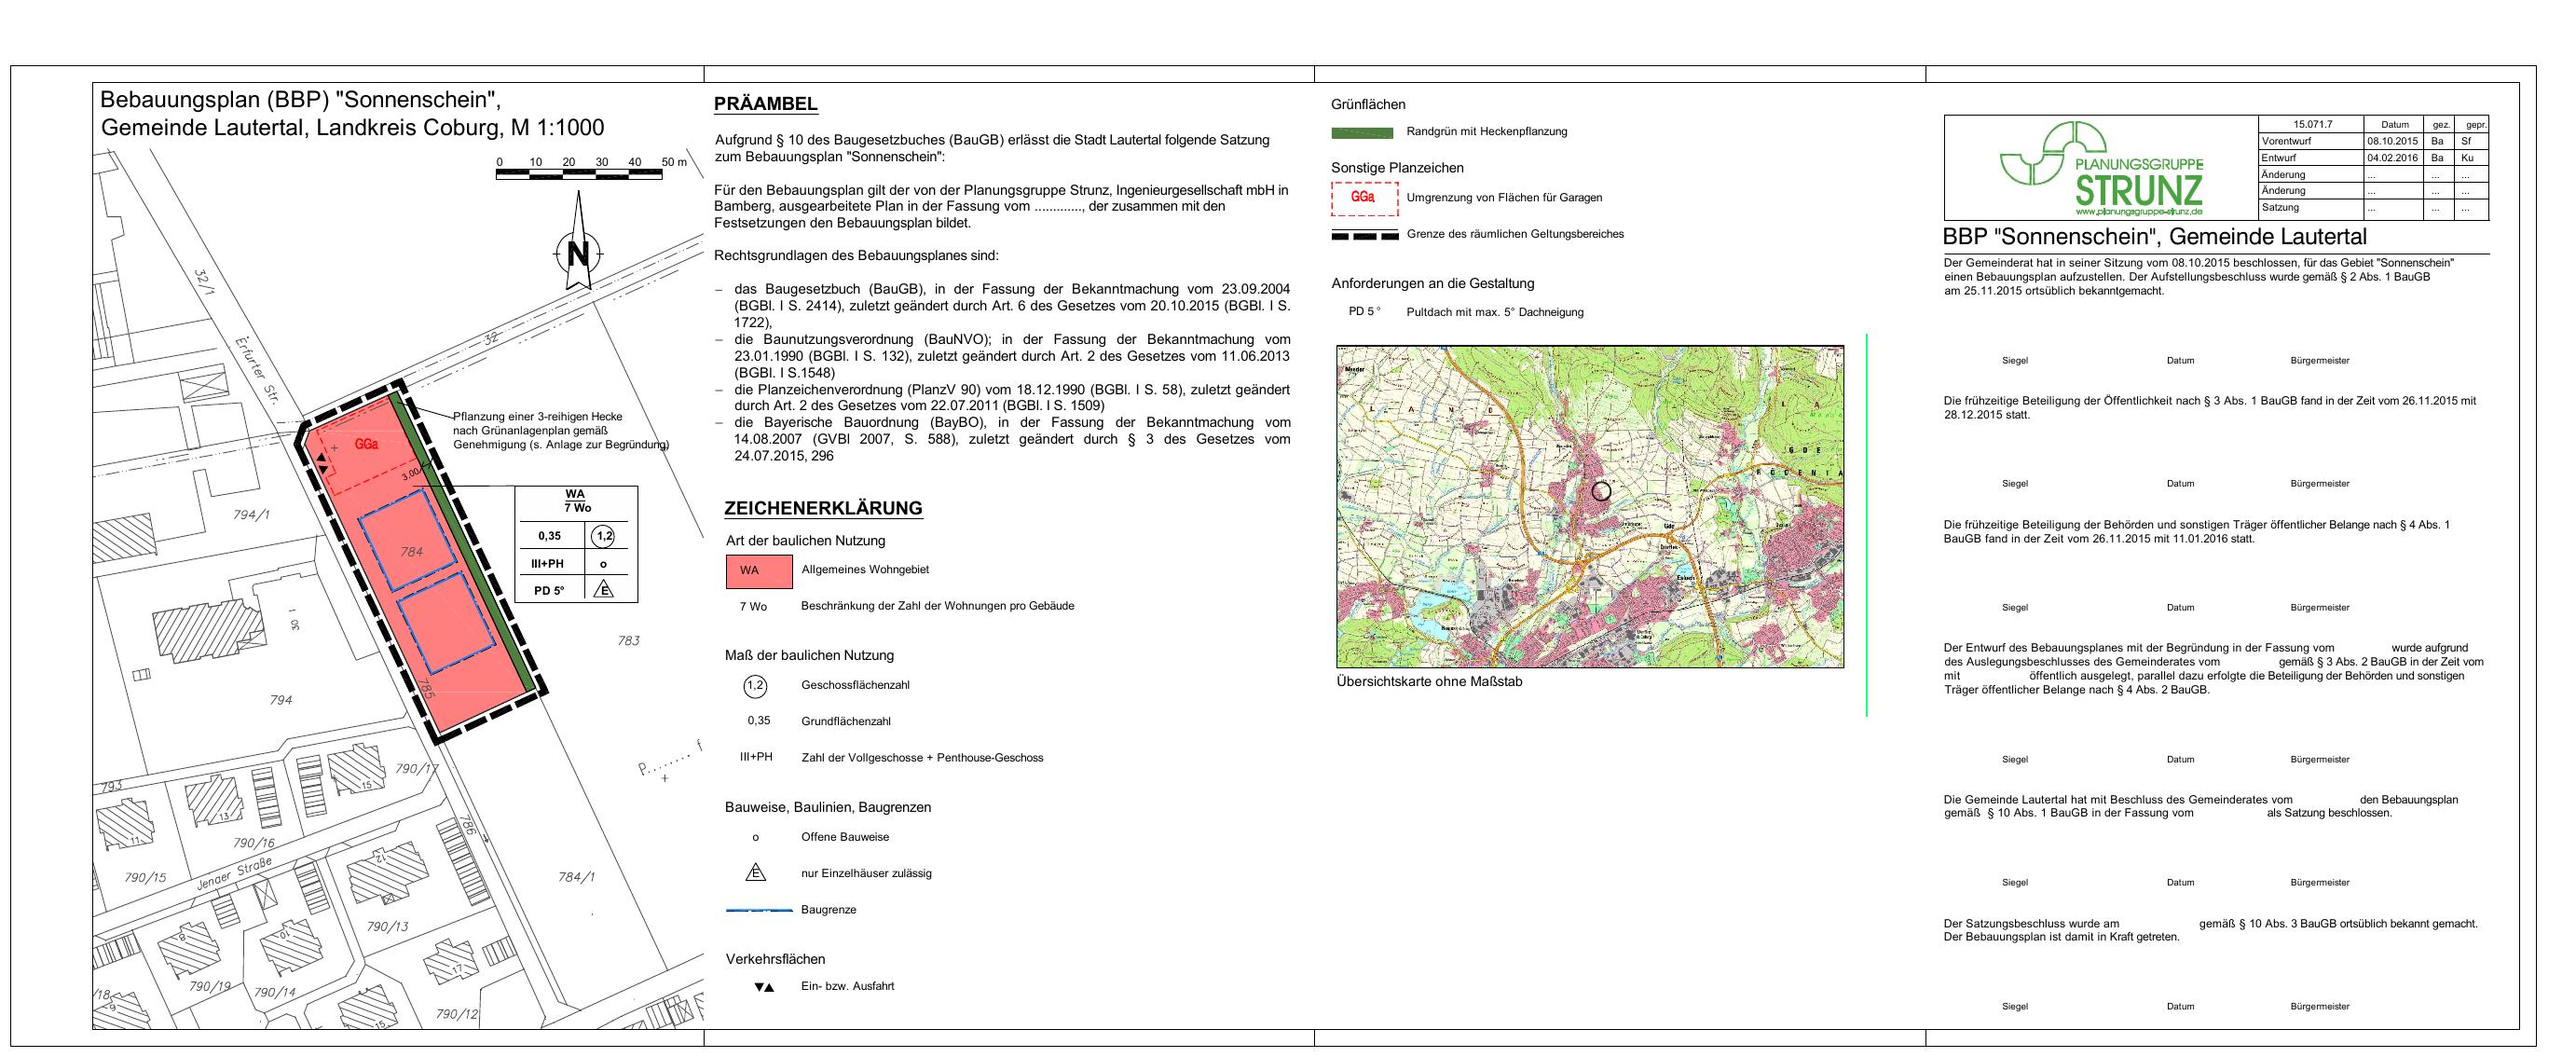 Bebauungsplan (BBP) "Sonnenschein",
Gemeinde Lautertal, Landkreis Coburg, M 1:1000
0 10 20 30 40 50 m
N
32/1
Erfurter Str.
32
Pflanzung einer 3-reihigen Hecke
nach Grünanlagenplan gemäß
Genehmigung (s. Anlage zur Begründung)
GGa
3,00
WA
7 Wo
0,35 1,2
III+PH o
PD 5° E
794/1
784
783
785
794
793
790/17
790/16
790/15
786
Jenaer Straße
784/1
790/13
790/19
790/14
790/12
/18
11
13
15
12
8
10
17
15
9
P........f
PRÄAMBEL
Aufgrund § 10 des Baugesetzbuches (BauGB) erlässt die Stadt Lautertal folgende Satzung
zum Bebauungsplan "Sonnenschein":
Für den Bebauungsplan gilt der von der Planungsgruppe Strunz, Ingenieurgesellschaft mbH in
Bamberg, ausgearbeitete Plan in der Fassung vom ............., der zusammen mit den
Festsetzungen den Bebauungsplan bildet.
Rechtsgrundlagen des Bebauungsplanes sind:
– das Baugesetzbuch (BauGB), in der Fassung der Bekanntmachung vom 23.09.2004
(BGBl. I S. 2414), zuletzt geändert durch Art. 6 des Gesetzes vom 20.10.2015 (BGBl. I S.
1722),
– die Baunutzungsverordnung (BauNVO); in der Fassung der Bekanntmachung vom
23.01.1990 (BGBl. I S. 132), zuletzt geändert durch Art. 2 des Gesetzes vom 11.06.2013
(BGBl. I S.1548)
– die Planzeichenverordnung (PlanzV 90) vom 18.12.1990 (BGBl. I S. 58), zuletzt geändert
durch Art. 2 des Gesetzes vom 22.07.2011 (BGBl. I S. 1509)
– die Bayerische Bauordnung (BayBO), in der Fassung der Bekanntmachung vom
14.08.2007 (GVBl 2007, S. 588), zuletzt geändert durch § 3 des Gesetzes vom
24.07.2015, 296
ZEICHENERKLÄRUNG
Art der baulichen Nutzung
WA Allgemeines Wohngebiet
7 Wo Beschränkung der Zahl der Wohnungen pro Gebäude
Maß der baulichen Nutzung
1,2 Geschossflächenzahl
0,35 Grundflächenzahl
III+PH Zahl der Vollgeschosse + Penthouse-Geschoss
Bauweise, Baulinien, Baugrenzen
o Offene Bauweise
E nur Einzelhäuser zulässig
Baugrenze
Verkehrsflächen
Ein- bzw. Ausfahrt
Grünflächen
Randgrün mit Heckenpflanzung
Sonstige Planzeichen
GGa Umgrenzung von Flächen für Garagen
Grenze des räumlichen Geltungsbereiches
Anforderungen an die Gestaltung
PD 5 ° Pultdach mit max. 5° Dachneigung
Übersichtskarte ohne Maßstab
PLANUNGSGRUPPE
STRUNZ
www.planungsgruppe-strunz.de
15.071.7 Datum gez. gepr.
Vorentwurf 08.10.2015 Ba Sf
Entwurf 04.02.2016 Ba Ku
Änderung ... ... ...
Änderung ... ... ...
Satzung ... ... ...
BBP "Sonnenschein", Gemeinde Lautertal
Der Gemeinderat hat in seiner Sitzung vom 08.10.2015 beschlossen, für das Gebiet "Sonnenschein"
einen Bebauungsplan aufzustellen. Der Aufstellungsbeschluss wurde gemäß § 2 Abs. 1 BauGB
am 25.11.2015 ortsüblich bekanntgemacht.
Siegel Datum Bürgermeister
Die frühzeitige Beteiligung der Öffentlichkeit nach § 3 Abs. 1 BauGB fand in der Zeit vom 26.11.2015 mit
28.12.2015 statt.
Siegel Datum Bürgermeister
Die frühzeitige Beteiligung der Behörden und sonstigen Träger öffentlicher Belange nach § 4 Abs. 1
BauGB fand in der Zeit vom 26.11.2015 mit 11.01.2016 statt.
Siegel Datum Bürgermeister
Der Entwurf des Bebauungsplanes mit der Begründung in der Fassung vom wurde aufgrund
des Auslegungsbeschlusses des Gemeinderates vom gemäß § 3 Abs. 2 BauGB in der Zeit vom
mit öffentlich ausgelegt, parallel dazu erfolgte die Beteiligung der Behörden und sonstigen
Träger öffentlicher Belange nach § 4 Abs. 2 BauGB.
Siegel Datum Bürgermeister
Die Gemeinde Lautertal hat mit Beschluss des Gemeinderates vom den Bebauungsplan
gemäß § 10 Abs. 1 BauGB in der Fassung vom als Satzung beschlossen.
Siegel Datum Bürgermeister
Der Satzungsbeschluss wurde am gemäß § 10 Abs. 3 BauGB ortsüblich bekannt gemacht.
Der Bebauungsplan ist damit in Kraft getreten.
Siegel Datum Bürgermeister